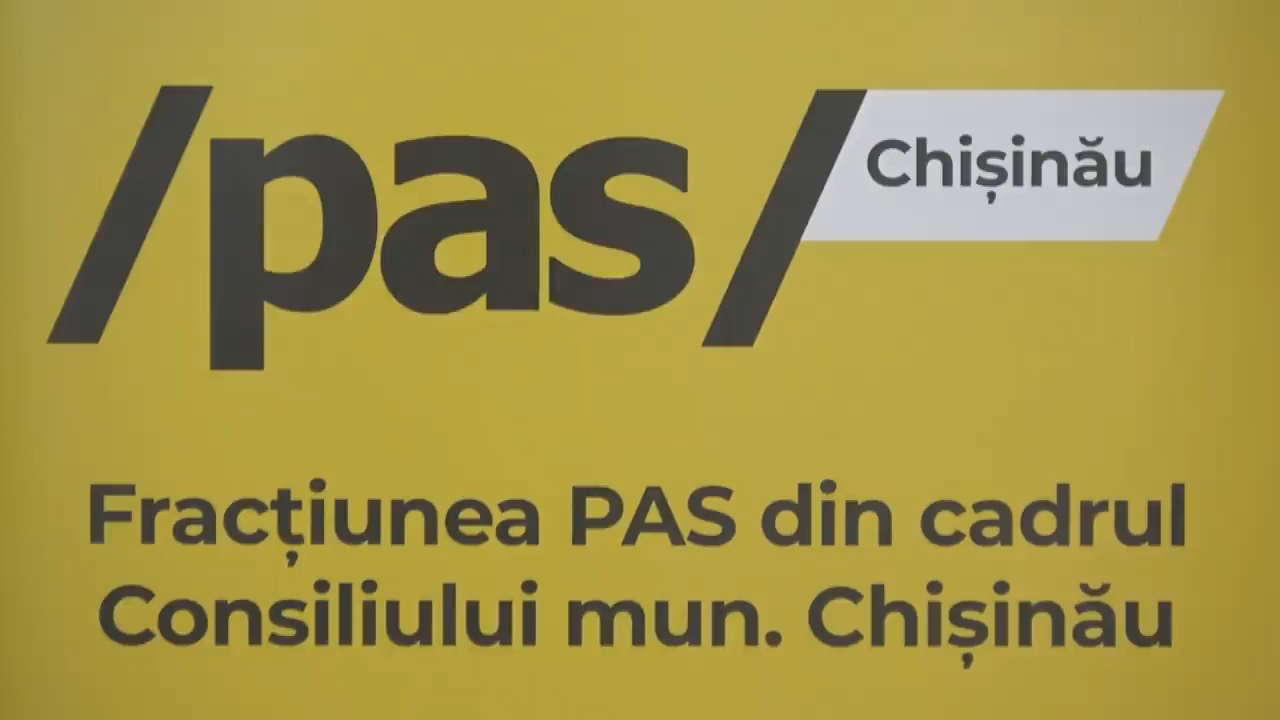 /pas/ Chișinău
Fracțiunea PAS din cadrul
Consiliului mun. Chișinău